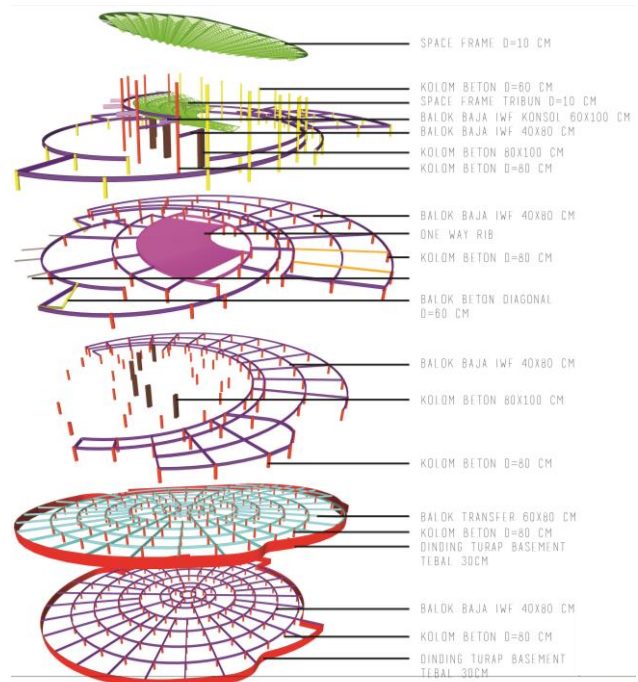 SPACE FRAME D=10 CM
KOLOM BETON D=60 CM
SPACE FRAME TRIBUN D=10 CM
BALOK BAJA IWF KONSOL 60X100 CM
BALOK BAJA IWF 40X80 CM
KOLOM BETON 80X100 CM
KOLOM BETON D=80 CM
BALOK BAJA IWF 40X80 CM
ONE WAY RIB
KOLOM BETON D=80 CM
BALOK BETON DIAGONAL
D=60 CM
BALOK BAJA IWF 40X80 CM
KOLOM BETON 80X100 CM
KOLOM BETON D=80 CM
BALOK TRANSFER 60X80 CM
KOLOM BETON D=80 CM
DINDING TURAP BASEMENT
TEBAL 30CM
BALOK BAJA IWF 40X80 CM
KOLOM BETON D=80 CM
DINDING TURAP BASEMENT
TEBAL 30CM